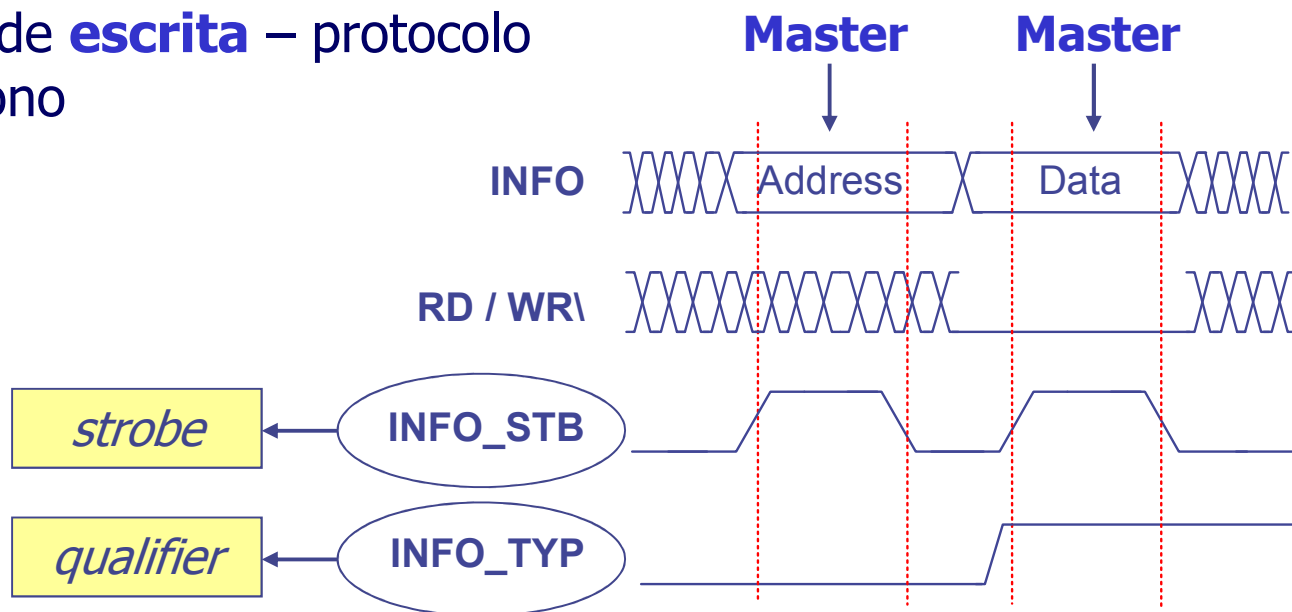 de escrita – protocolo
ono
Master Master
INFO Address Data
RD / WR\
strobe INFO_STB
qualifier INFO_TYP